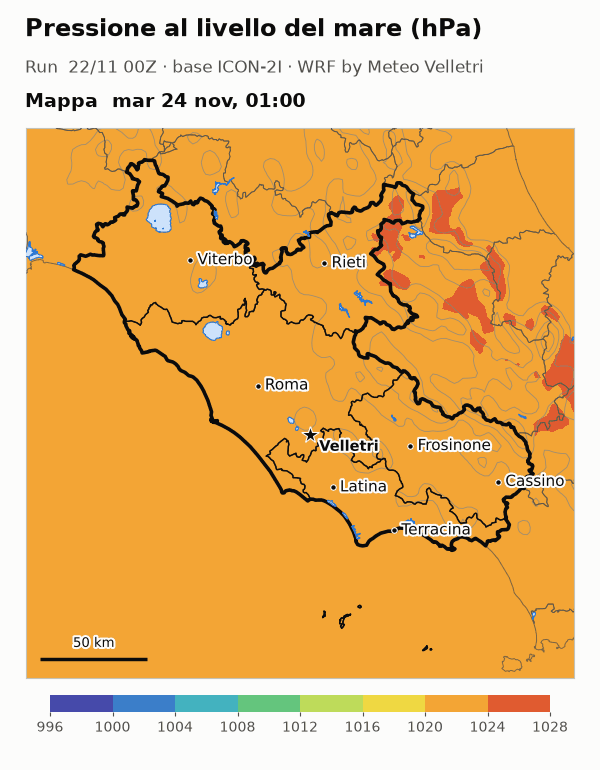 Pressione al livello del mare (hPa)
Run  22/11 00Z · base ICON-2I · WRF by Meteo Velletri
Mappa  mar 24 nov, 01:00
Viterbo
Rieti
Roma
Velletri
Frosinone
Latina
Cassino
Terracina
50 km
996 1000 1004 1008 1012 1016 1020 1024 1028